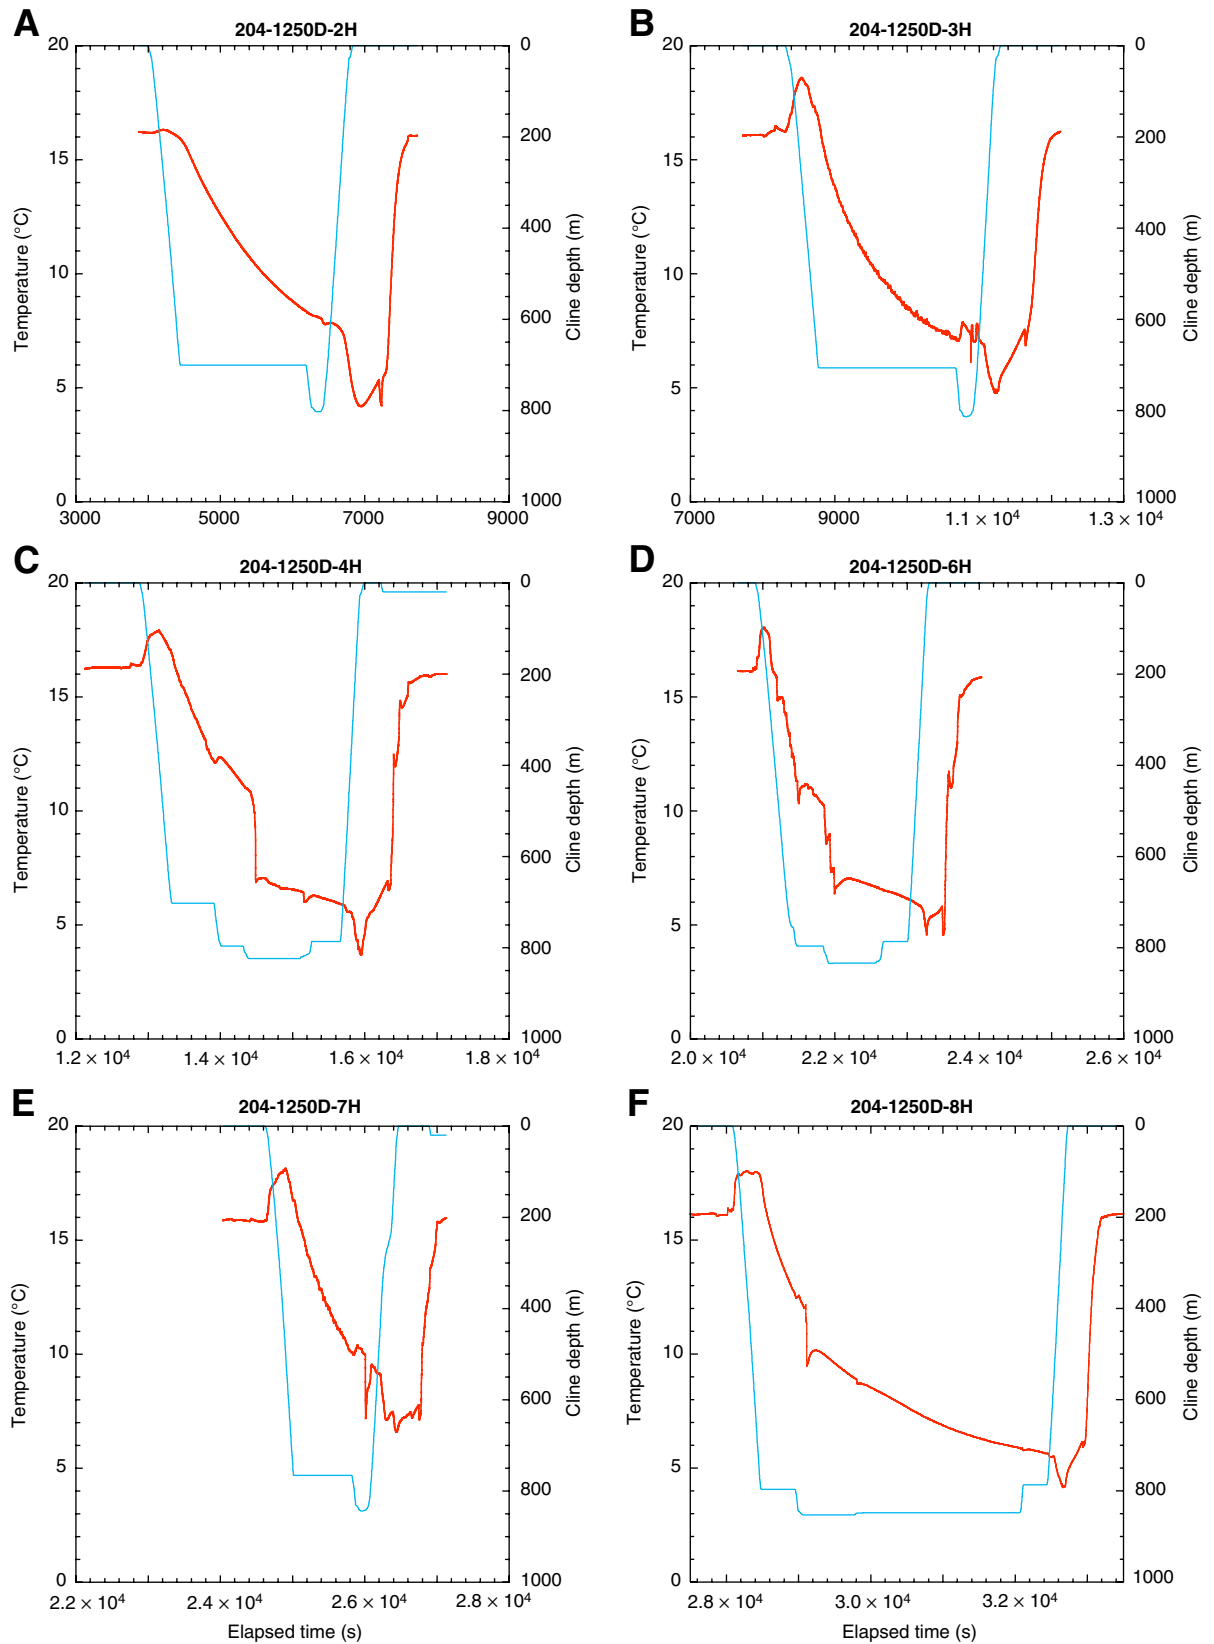 A
204-1250D-2H
20
15
10
5
0
Temperature (°C)
0
200
400
600
800
1000
Cline depth (m)
3000
5000
7000
9000
B
204-1250D-3H
20
15
10
5
0
Temperature (°C)
0
200
400
600
800
1000
Cline depth (m)
7000
9000
1.1 × 10⁴
1.3 × 10⁴
C
204-1250D-4H
20
15
10
5
0
Temperature (°C)
0
200
400
600
800
1000
Cline depth (m)
1.2 × 10⁴
1.4 × 10⁴
1.6 × 10⁴
1.8 × 10⁴
D
204-1250D-6H
20
15
10
5
0
Temperature (°C)
0
200
400
600
800
1000
Cline depth (m)
2.0 × 10⁴
2.2 × 10⁴
2.4 × 10⁴
2.6 × 10⁴
E
204-1250D-7H
20
15
10
5
0
Temperature (°C)
0
200
400
600
800
1000
Cline depth (m)
2.2 × 10⁴
2.4 × 10⁴
2.6 × 10⁴
2.8 × 10⁴
Elapsed time (s)
F
204-1250D-8H
20
15
10
5
0
Temperature (°C)
0
200
400
600
800
1000
Cline depth (m)
2.8 × 10⁴
3.0 × 10⁴
3.2 × 10⁴
Elapsed time (s)